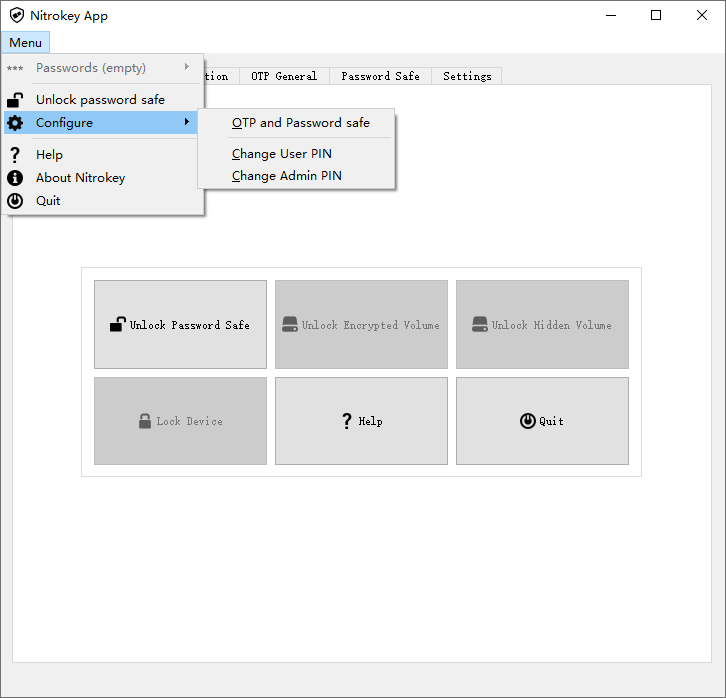 Nitrokey App
Menu
*** Passwords (empty)
tion OTP General Password Safe Settings
Unlock password safe
Configure
OTP and Password safe
Change User PIN
Change Admin PIN
? Help
About Nitrokey
Quit
Unlock Password Safe
Unlock Encrypted Volume
Unlock Hidden Volume
Lock Device
? Help
Quit